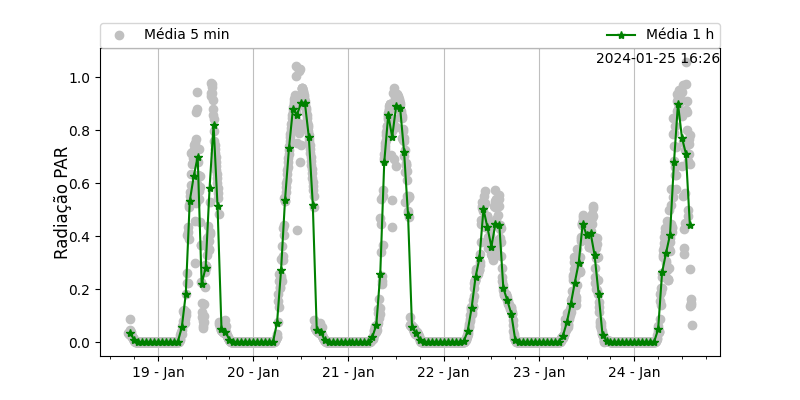 Média 5 min
Média 1 h
2024-01-25 16:26
Radiação PAR
1.0
0.8
0.6
0.4
0.2
0.0
19 - Jan
20 - Jan
21 - Jan
22 - Jan
23 - Jan
24 - Jan